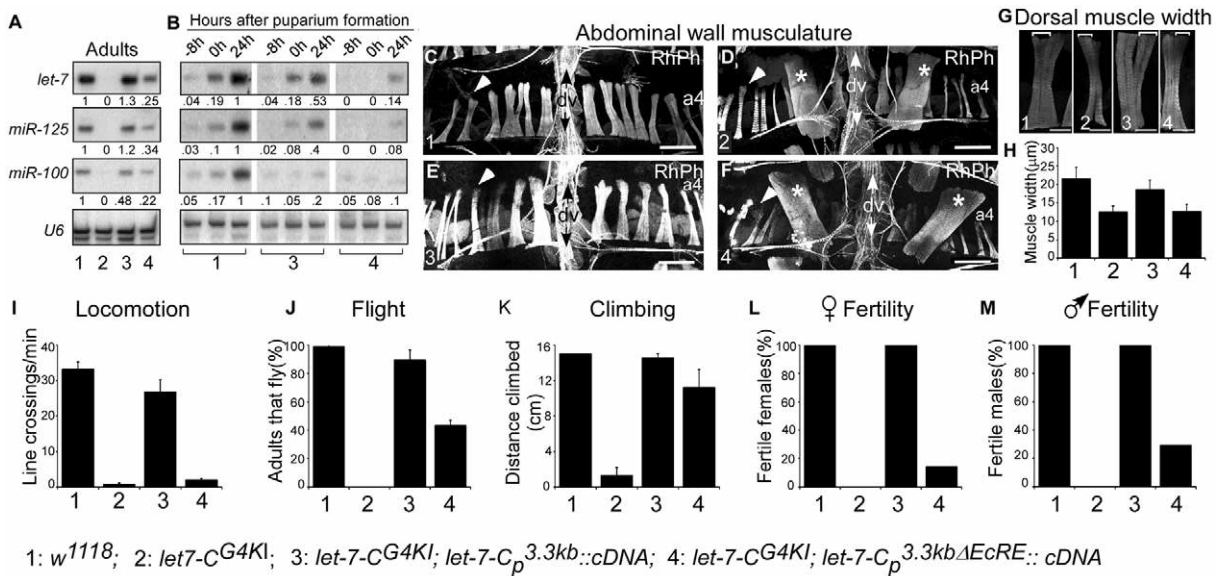 A
Adults
let-7
1 0 1.3 .25
miR-125
1 0 1.2 .34
miR-100
1 0 .48 .22
U6
1 2 3 4
B
Hours after puparium formation
-8h 0h 24h -8h 0h 24h -8h 0h 24h
.04 .19 1 .04 .18 .53 0 0 .14
.03 .1 1 .02 .08 .4 0 0 .08
.05 .17 1 .1 .05 .2 .05 .08 .1
1 3 4
Abdominal wall musculature
C RhPh
dv
1
D RhPh
* *
dv
a4
2
E RhPh
a4
dv
3
F RhPh
* *
dv
a4
4
G Dorsal muscle width
1 2 3 4
H
Muscle width(µm)
30
25
20
15
10
5
0
1 2 3 4
I Locomotion
Line crossings/min
40
30
20
10
0
1 2 3 4
J Flight
Adults that fly(%)
100
80
60
40
20
0
1 2 3 4
K Climbing
Distance climbed
(cm)
16
12
8
4
0
1 2 3 4
L ♀ Fertility
Fertile females(%)
100
80
60
40
20
0
1 2 3 4
M ♂ Fertility
Fertile males(%)
100
80
60
40
20
0
1 2 3 4
1: w1118; 2: let7-CG4KI; 3: let-7-CG4KI; let-7-Cp3.3kb::cDNA; 4: let-7-CG4KI; let-7-Cp3.3kbΔEcRE:: cDNA